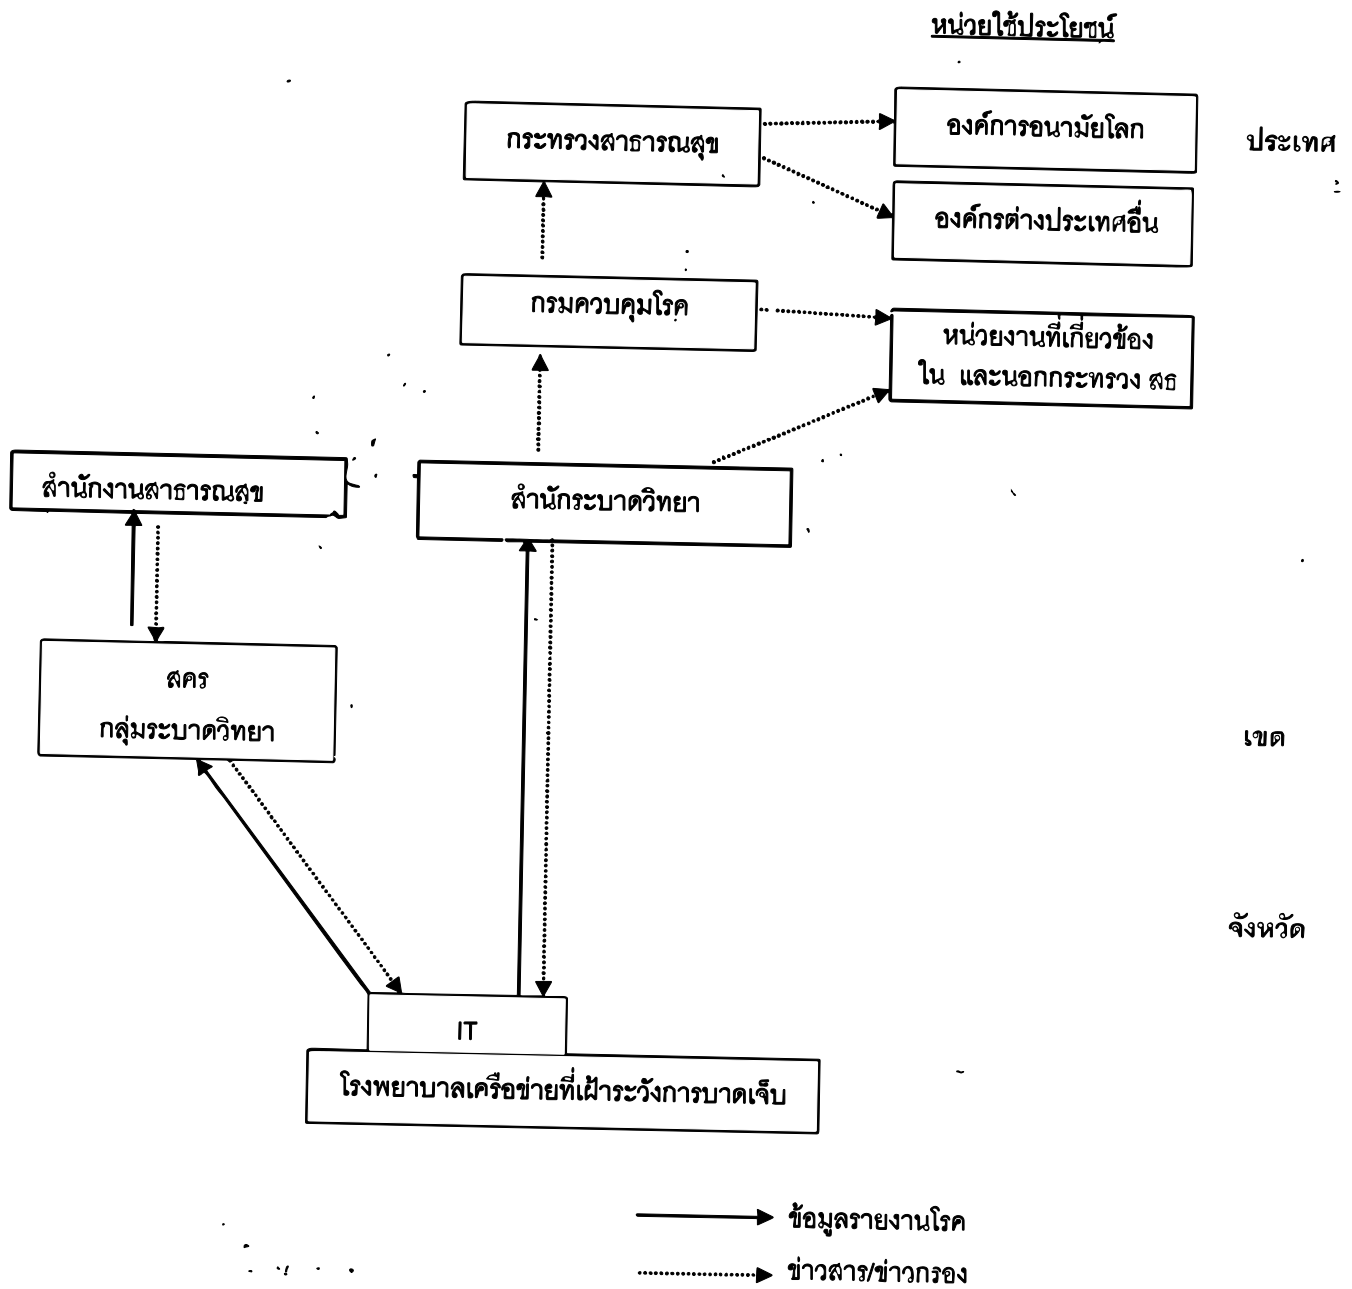 หน่วยใช้ประโยชน์
กระทรวงสาธารณสุข
องค์การอนามัยโลก
ประเทศ
องค์กรต่างประเทศอื่น
กรมควบคุมโรค
หน่วยงานที่เกี่ยวข้อง
ใน และนอกกระทรวง สธ
สำนักงานสาธารณสุข
สำนักระบาดวิทยา
สคร
กลุ่มระบาดวิทยา
เขต
จังหวัด
IT
โรงพยาบาลเครือข่ายที่เฝ้าระวังการบาดเจ็บ
ข้อมูลรายงานโรค
ข่าวสาร/ข่าวกรอง